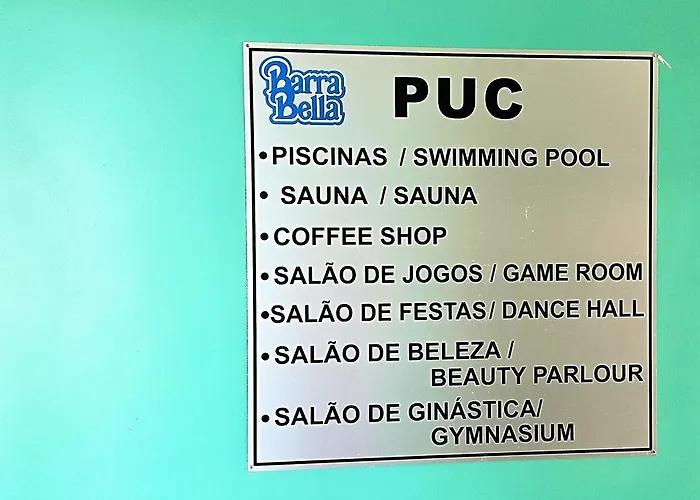 Barra
Bella
PUC
•PISCINAS / SWIMMING POOL
• SAUNA / SAUNA
•COFFEE SHOP
•SALÃO DE JOGOS / GAME ROOM
•SALÃO DE FESTAS/ DANCE HALL
•SALÃO DE BELEZA /
BEAUTY PARLOUR
•SALÃO DE GINÁSTICA/
GYMNASIUM